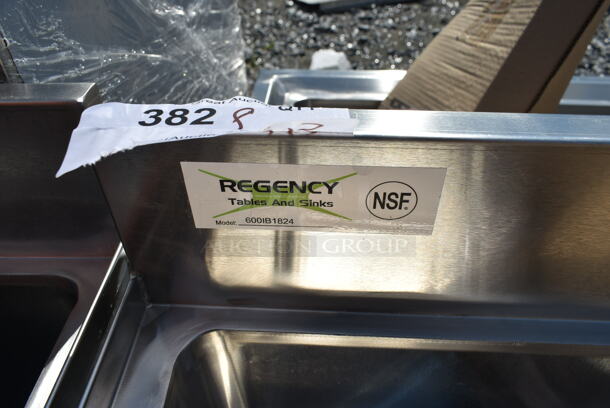 382
REGENCY
Tables And Sinks
Model: 600IB1824
NSF®
AUCTION GROUP